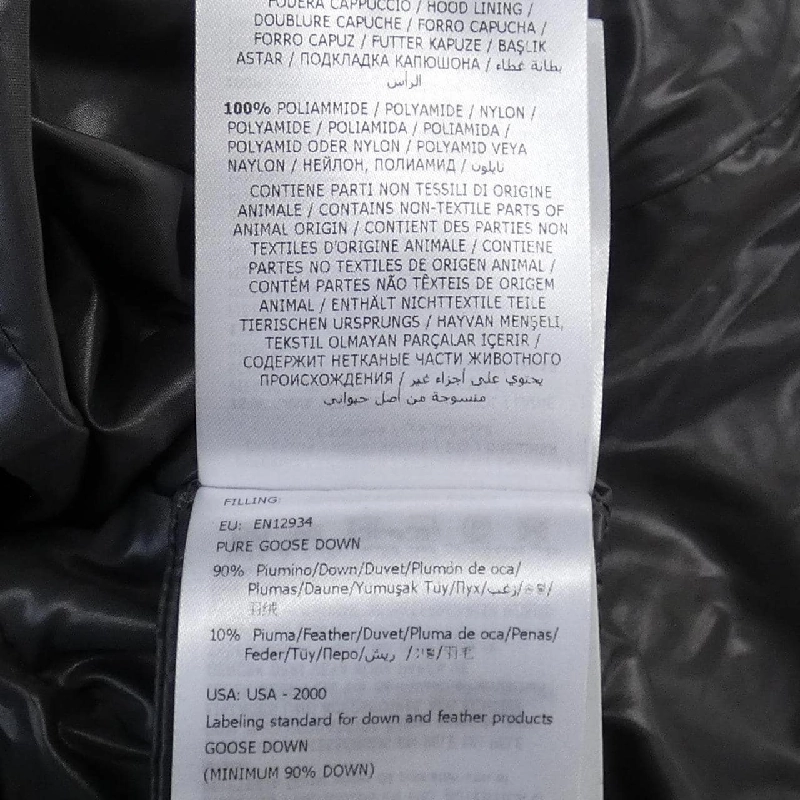 FODERA CAPPUCCIO / HOOD LINING /
DOUBLURE CAPUCHE / FORRO CAPUCHA /
FORRO CAPUZ / FUTTER KAPUZE / BAŞLIK
ASTAR / ПОДКЛАДКА КАПЮШОНА / بطانة غطاء
الرأس
100% POLIAMMIDE / POLYAMIDE / NYLON /
POLYAMIDE / POLIAMIDA / POLIAMIDA /
POLYAMID ODER NYLON / POLYAMID VEYA
NAYLON / НЕЙЛОН, ПОЛИАМИД / نايلون
CONTIENE PARTI NON TESSILI DI ORIGINE
ANIMALE / CONTAINS NON-TEXTILE PARTS OF
ANIMAL ORIGIN / CONTIENT DES PARTIES NON
TEXTILES D'ORIGINE ANIMALE / CONTIENE
PARTES NO TEXTILES DE ORIGEN ANIMAL /
CONTÉM PARTES NÃO TÊXTEIS DE ORIGEM
ANIMAL / ENTHÄLT NICHTTEXTILE TEILE
TIERISCHEN URSPRUNGS / HAYVAN MENŞELİ,
TEKSTIL OLMAYAN PARÇALAR IÇERIR /
СОДЕРЖИТ НЕТКАНЫЕ ЧАСТИ ЖИВОТНОГО
ПРОИСХОЖДЕНИЯ / يحتوي على أجزاء غير
منسوجة من أصل حيواني
FILLING:
EU: EN12934
PURE GOOSE DOWN
90% Piumino/Down/Duvet/Plumón de oca/
Plumas/Daune/Yumuşak Tüy/Пух/زغب/
羽绒
10% Piuma/Feather/Duvet/Pluma de oca/Penas/
Feder/Tüy/Перо/ريش /
USA: USA - 2000
Labeling standard for down and feather products
GOOSE DOWN
(MINIMUM 90% DOWN)